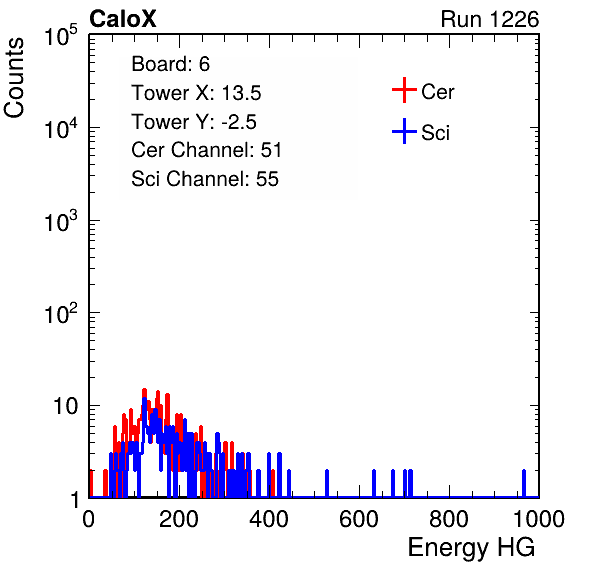 CaloX Run 1226
Counts
Board: 6
Tower X: 13.5
Tower Y: -2.5
Cer Channel: 51
Sci Channel: 55
Cer
Sci
10^5
10^4
10^3
10^2
10
1
0 200 400 600 800 1000
Energy HG